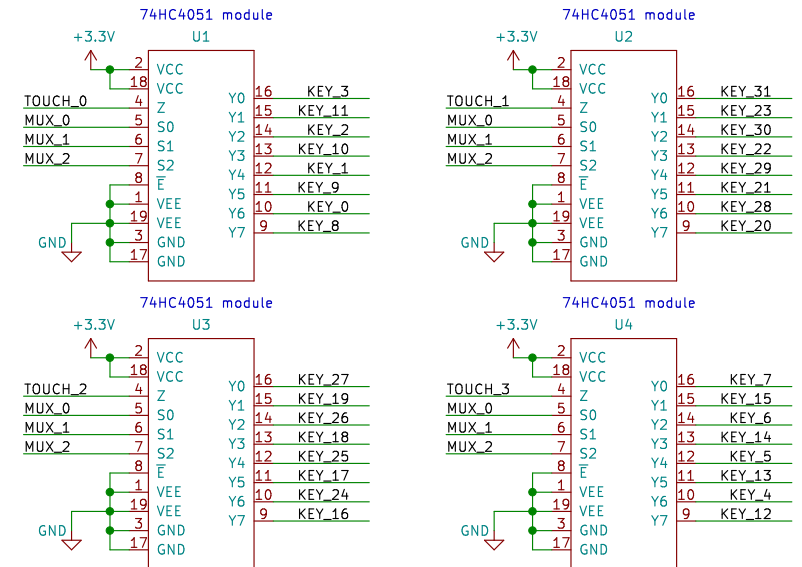 74HC4051 module
U1
+3.3V
2 VCC
18 VCC
TOUCH_0 4 Z
MUX_0 5 S0
MUX_1 6 S1
MUX_2 7 S2
8 E
1 VEE
19 VEE
GND 3 GND
17 GND
Y0 16 KEY_3
Y1 15 KEY_11
Y2 14 KEY_2
Y3 13 KEY_10
Y4 12 KEY_1
Y5 11 KEY_9
Y6 10 KEY_0
Y7 9 KEY_8
74HC4051 module
U2
+3.3V
2 VCC
18 VCC
TOUCH_1 4 Z
MUX_0 5 S0
MUX_1 6 S1
MUX_2 7 S2
8 E
1 VEE
19 VEE
GND 3 GND
17 GND
Y0 16 KEY_31
Y1 15 KEY_23
Y2 14 KEY_30
Y3 13 KEY_22
Y4 12 KEY_29
Y5 11 KEY_21
Y6 10 KEY_28
Y7 9 KEY_20
74HC4051 module
U3
+3.3V
2 VCC
18 VCC
TOUCH_2 4 Z
MUX_0 5 S0
MUX_1 6 S1
MUX_2 7 S2
8 E
1 VEE
19 VEE
GND 3 GND
17 GND
Y0 16 KEY_27
Y1 15 KEY_19
Y2 14 KEY_26
Y3 13 KEY_18
Y4 12 KEY_25
Y5 11 KEY_17
Y6 10 KEY_24
Y7 9 KEY_16
74HC4051 module
U4
+3.3V
2 VCC
18 VCC
TOUCH_3 4 Z
MUX_0 5 S0
MUX_1 6 S1
MUX_2 7 S2
8 E
1 VEE
19 VEE
GND 3 GND
17 GND
Y0 16 KEY_7
Y1 15 KEY_15
Y2 14 KEY_6
Y3 13 KEY_14
Y4 12 KEY_5
Y5 11 KEY_13
Y6 10 KEY_4
Y7 9 KEY_12